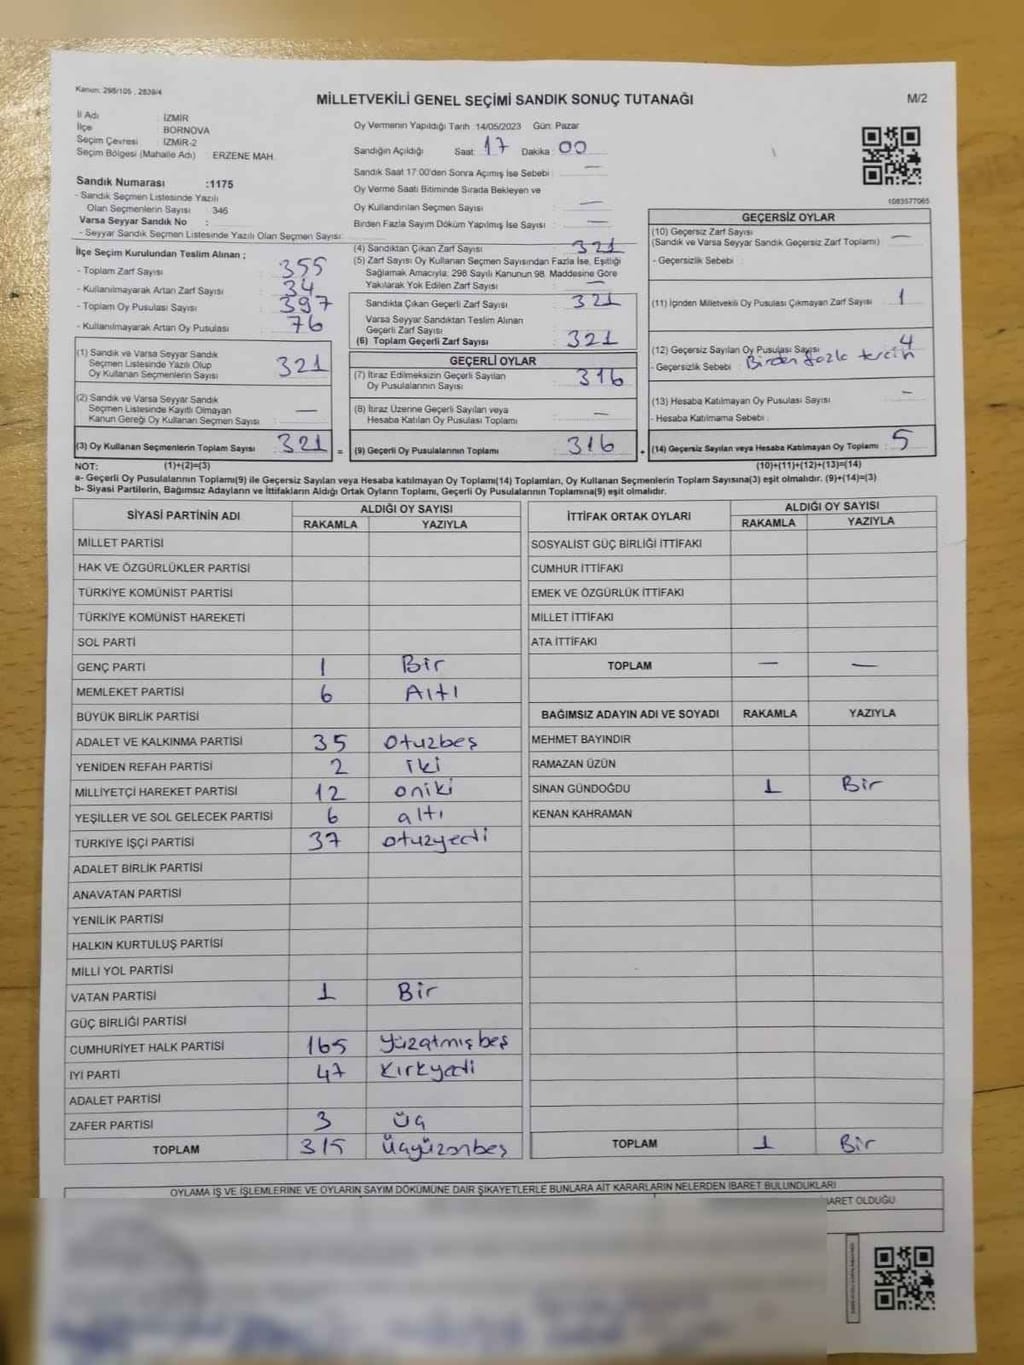 Kanun: 298/105 , 2839/4
MİLLETVEKİLİ GENEL SEÇİMİ SANDIK SONUÇ TUTANAĞI
M/2
İl Adı : İZMİR
İlçe : BORNOVA
Seçim Çevresi : İZMİR-2
Seçim Bölgesi (Mahalle Adı) : ERZENE MAH.
Oy Vermenin Yapıldığı Tarih :14/05/2023 Gün: Pazar
Sandığın Açıldığı Saat: 17 Dakika : 00
Sandık Saat 17:00'den Sonra Açımış İse Sebebi : —
Oy Verme Saati Bitiminde Sırada Bekleyen ve
Oy Kullandırılan Seçmen Sayısı : —
Birden Fazla Sayım Döküm Yapılmış İse Sayısı : —
1083577065
Sandık Numarası :1175
- Sandık Seçmen Listesinde Yazılı
Olan Seçmenlerin Sayısı : 346
Varsa Seyyar Sandık No :
- Seyyar Sandık Seçmen Listesinde Yazılı Olan Seçmen Sayısı:
İlçe Seçim Kurulundan Teslim Alınan ;
- Toplam Zarf Sayısı : 355
- Kullanılmayarak Artan Zarf Sayısı : 34
- Toplam Oy Pusulası Sayısı : 397
- Kullanılmayarak Artan Oy Pusulası : 76
(1) Sandık ve Varsa Seyyar Sandık
Seçmen Listesinde Yazılı Olup
Oy Kullanan Seçmenlerin Sayısı : 321
(2) Sandık ve Varsa Seyyar Sandık
Seçmen Listesinde Kayıtlı Olmayan
Kanun Gereği Oy Kullanan Seçmen Sayısı : —
(3) Oy Kullanan Seçmenlerin Toplam Sayısı : 321 =
(4) Sandıktan Çıkan Zarf Sayısı : 321
(5) Zarf Sayısı Oy Kullanan Seçmen Sayısından Fazla İse, Eşitliği
Sağlamak Amacıyla; 298 Sayılı Kanunun 98. Maddesine Göre
Yakılarak Yok Edilen Zarf Sayısı : —
Sandıkta Çıkan Geçerli Zarf Sayısı : 321
Varsa Seyyar Sandıktan Teslim Alınan
Geçerli Zarf Sayısı :
(6) Toplam Geçerli Zarf Sayısı : 321
GEÇERLİ OYLAR
(7) İtiraz Edilmeksizin Geçerli Sayılan
Oy Pusulalarının Sayısı : 316
(8) İtiraz Üzerine Geçerli Sayılan veya
Hesaba Katılan Oy Pusulası Toplamı : —
(9) Geçerli Oy Pusulalarının Toplamı : 316 +
GEÇERSİZ OYLAR
(10) Geçersiz Zarf Sayısı
(Sandık ve Varsa Seyyar Sandık Geçersiz Zarf Toplamı) : —
- Geçersizlik Sebebi :
(11) İçinden Milletvekili Oy Pusulası Çıkmayan Zarf Sayısı : 1
(12) Geçersiz Sayılan Oy Pusulası Sayısı : 4
- Geçersizlik Sebebi : Birden fazla tercih
(13) Hesaba Katılmayan Oy Pusulası Sayısı : —
- Hesaba Katılmama Sebebi :
(14) Geçersiz Sayılan veya Hesaba Katılmayan Oy Toplamı : 5
NOT: (1)+(2)=(3) (10)+(11)+(12)+(13)=(14)
a- Geçerli Oy Pusulalarının Toplamı(9) ile Geçersiz Sayılan veya Hesaba katılmayan Oy Toplamı(14) Toplamları, Oy Kullanan Seçmenlerin Toplam Sayısına(3) eşit olmalıdır. (9)+(14)=(3)
b- Siyasi Partilerin, Bağımsız Adayların ve İttifakların Aldığı Ortak Oyların Toplamı, Geçerli Oy Pusulalarının Toplamına(9) eşit olmalıdır.
SİYASİ PARTİNİN ADI ALDIĞI OY SAYISI
RAKAMLA YAZIYLA
MİLLET PARTİSİ
HAK VE ÖZGÜRLÜKLER PARTİSİ
TÜRKİYE KOMÜNİST PARTİSİ
TÜRKİYE KOMÜNİST HAREKETİ
SOL PARTİ
GENÇ PARTİ 1 Bir
MEMLEKET PARTİSİ 6 Altı
BÜYÜK BİRLİK PARTİSİ
ADALET VE KALKINMA PARTİSİ 35 otuzbeş
YENİDEN REFAH PARTİSİ 2 iki
MİLLİYETÇİ HAREKET PARTİSİ 12 oniki
YEŞİLLER VE SOL GELECEK PARTİSİ 6 altı
TÜRKİYE İŞÇİ PARTİSİ 37 otuzyedi
ADALET BİRLİK PARTİSİ
ANAVATAN PARTİSİ
YENİLİK PARTİSİ
HALKIN KURTULUŞ PARTİSİ
MİLLİ YOL PARTİSİ
VATAN PARTİSİ 1 Bir
GÜÇ BİRLİĞİ PARTİSİ
CUMHURİYET HALK PARTİSİ 165 yüzatmışbeş
İYİ PARTİ 47 kırkyedi
ADALET PARTİSİ
ZAFER PARTİSİ 3 Üç
TOPLAM 315 Üçyüzonbeş
İTTİFAK ORTAK OYLARI ALDIĞI OY SAYISI
RAKAMLA YAZIYLA
SOSYALİST GÜÇ BİRLİĞİ İTTİFAKI
CUMHUR İTTİFAKI
EMEK VE ÖZGÜRLÜK İTTİFAKI
MİLLET İTTİFAKI
ATA İTTİFAKI
TOPLAM — —
BAĞIMSIZ ADAYIN ADI VE SOYADI RAKAMLA YAZIYLA
MEHMET BAYINDIR
RAMAZAN ÜZÜN
SİNAN GÜNDOĞDU 1 Bir
KENAN KAHRAMAN
TOPLAM 1 Bir
OYLAMA İŞ VE İŞLEMLERİNE VE OYLARIN SAYIM DÖKÜMÜNE DAİR ŞİKAYETLERLE BUNLARA AİT KARARLARIN NELERDEN İBARET BULUNDUKLARI
İBARET OLDUĞU